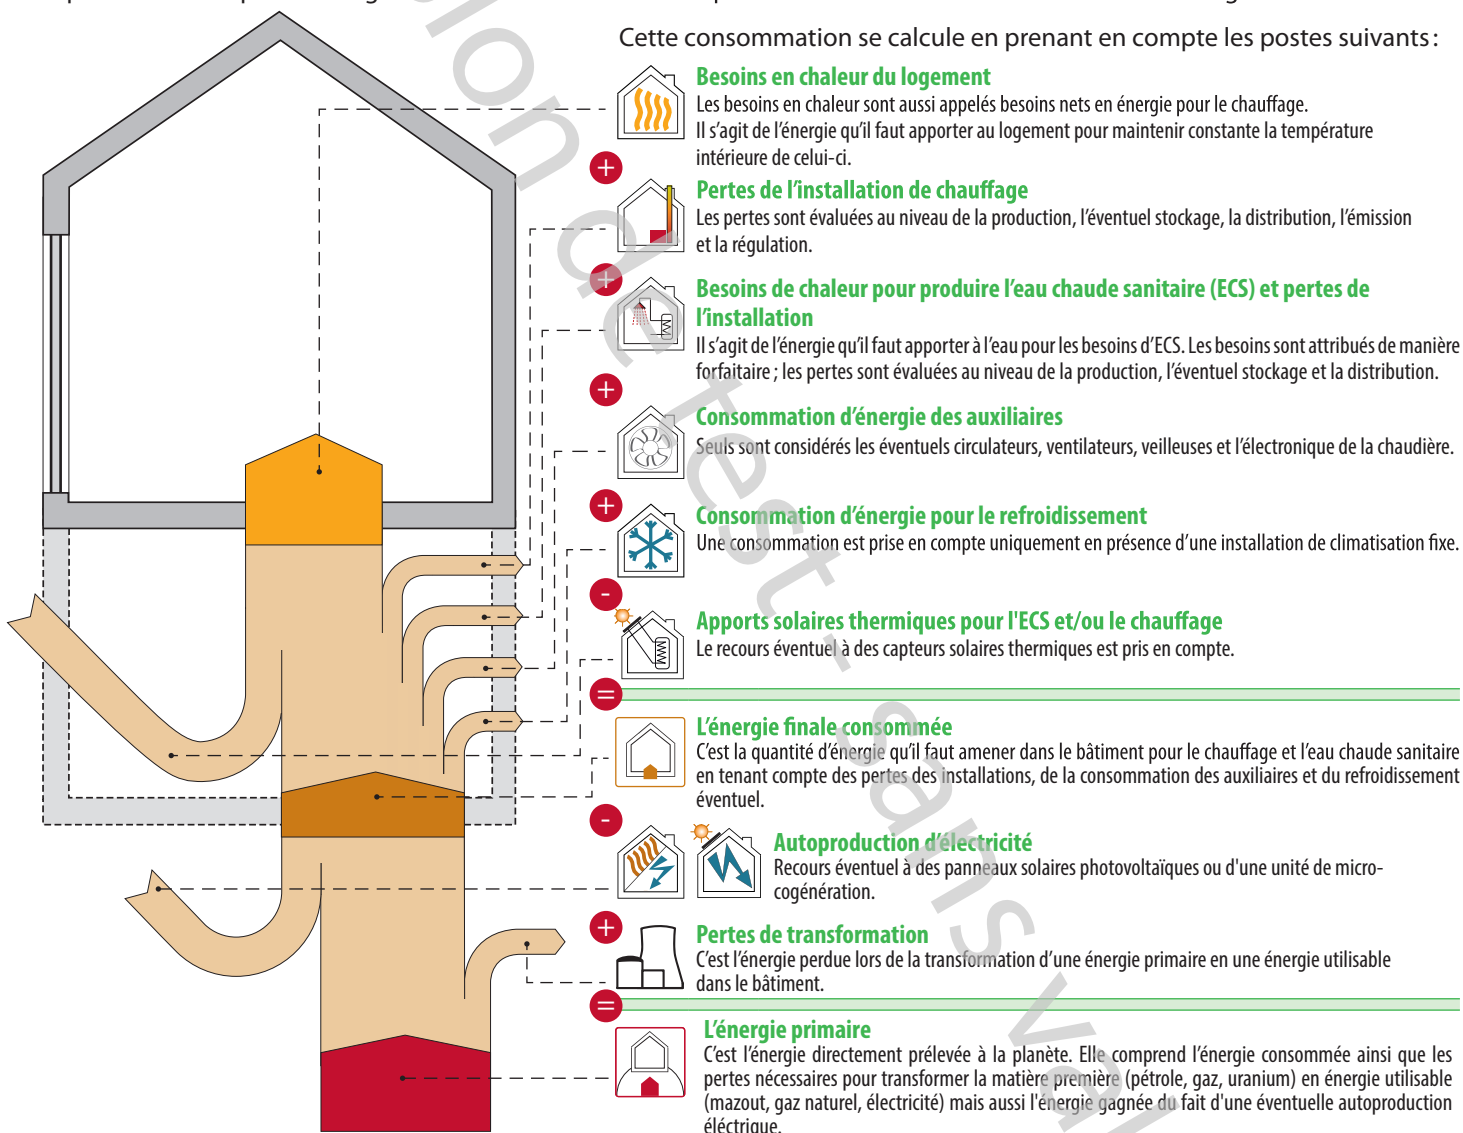 Cette consommation se calcule en prenant en compte les postes suivants :
Besoins en chaleur du logement
Les besoins en chaleur sont aussi appelés besoins nets en énergie pour le chauffage.
Il s’agit de l’énergie qu’il faut apporter au logement pour maintenir constante la température
intérieure de celui-ci.
+
Pertes de l’installation de chauffage
Les pertes sont évaluées au niveau de la production, l’éventuel stockage, la distribution, l’émission
et la régulation.
+
Besoins de chaleur pour produire l’eau chaude sanitaire (ECS) et pertes de
l’installation
Il s’agit de l’énergie qu’il faut apporter à l’eau pour les besoins d’ECS. Les besoins sont attribués de manière
forfaitaire ; les pertes sont évaluées au niveau de la production, l’éventuel stockage et la distribution.
+
Consommation d’énergie des auxiliaires
Seuls sont considérés les éventuels circulateurs, ventilateurs, veilleuses et l’électronique de la chaudière.
+
Consommation d’énergie pour le refroidissement
Une consommation est prise en compte uniquement en présence d’une installation de climatisation fixe.
-
Apports solaires thermiques pour l'ECS et/ou le chauffage
Le recours éventuel à des capteurs solaires thermiques est pris en compte.
=
L’énergie finale consommée
C’est la quantité d’énergie qu’il faut amener dans le bâtiment pour le chauffage et l’eau chaude sanitaire
en tenant compte des pertes des installations, de la consommation des auxiliaires et du refroidissement
éventuel.
-
Autoproduction d’électricité
Recours éventuel à des panneaux solaires photovoltaïques ou d'une unité de micro-
cogénération.
+
Pertes de transformation
C’est l’énergie perdue lors de la transformation d’une énergie primaire en une énergie utilisable
dans le bâtiment.
=
L’énergie primaire
C’est l’énergie directement prélevée à la planète. Elle comprend l’énergie consommée ainsi que les
pertes nécessaires pour transformer la matière première (pétrole, gaz, uranium) en énergie utilisable
(mazout, gaz naturel, électricité) mais aussi l'énergie gagnée du fait d'une éventuelle autoproduction
éléctrique.
de test - sans